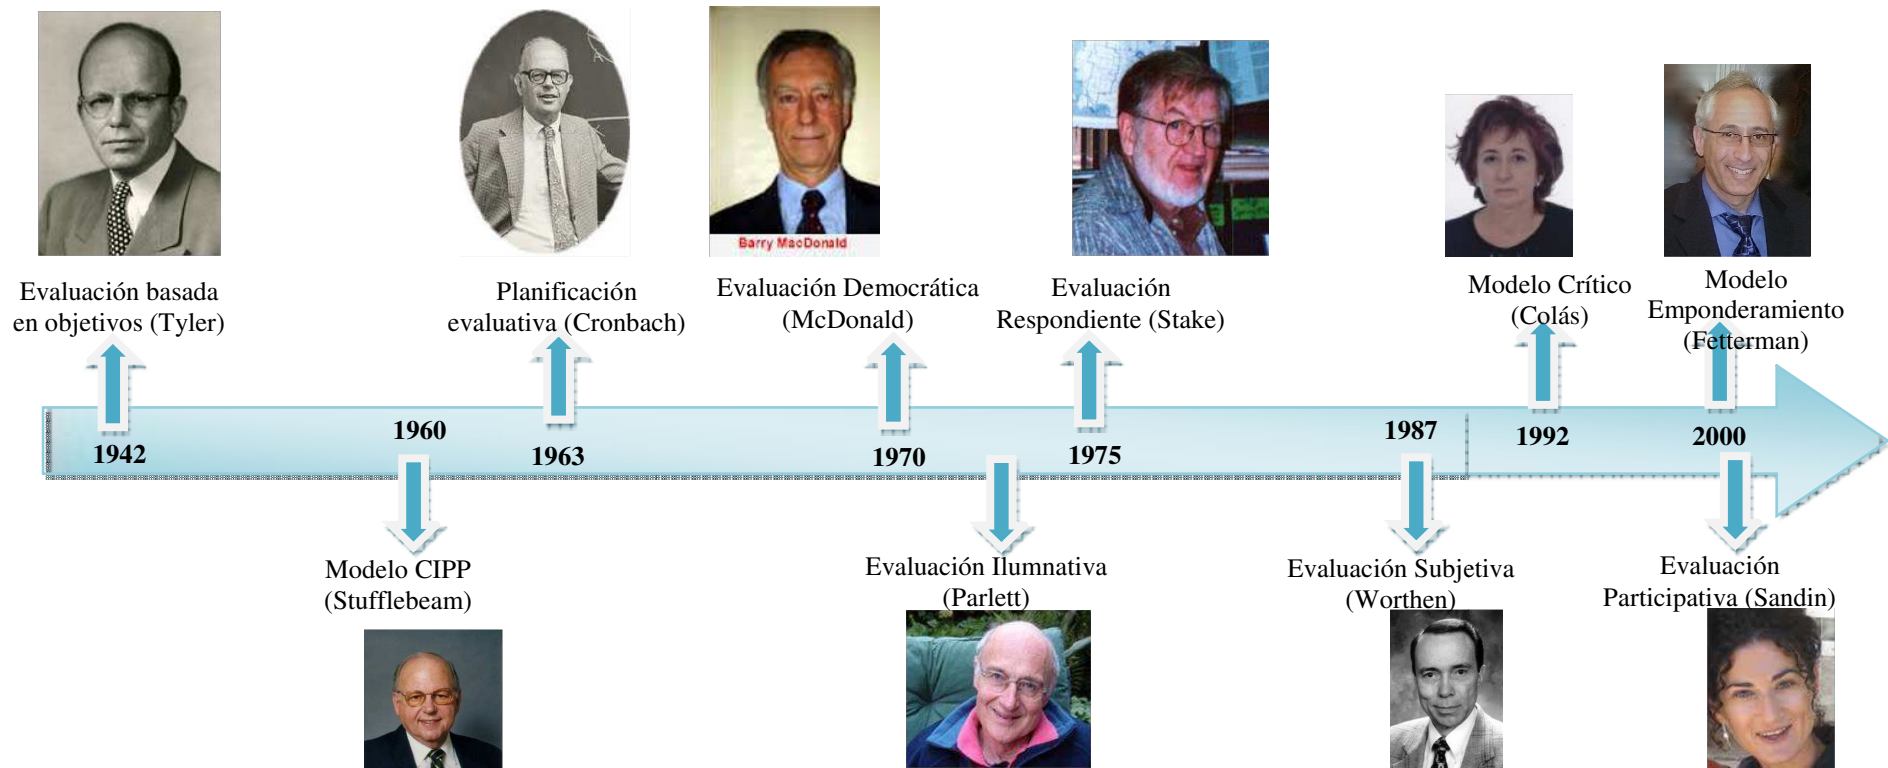 Barry MacDonald
Evaluación basada
en objetivos (Tyler)
Planificación
evaluativa (Cronbach)
Evaluación Democrática
(McDonald)
Evaluación
Respondiente (Stake)
Modelo Crítico
(Colás)
Modelo
Emponderamiento
(Fetterman)
1942
1960
1963
1970
1975
1987
1992
2000
Modelo CIPP
(Stufflebeam)
Evaluación Ilumnativa
(Parlett)
Evaluación Subjetiva
(Worthen)
Evaluación
Participativa (Sandin)